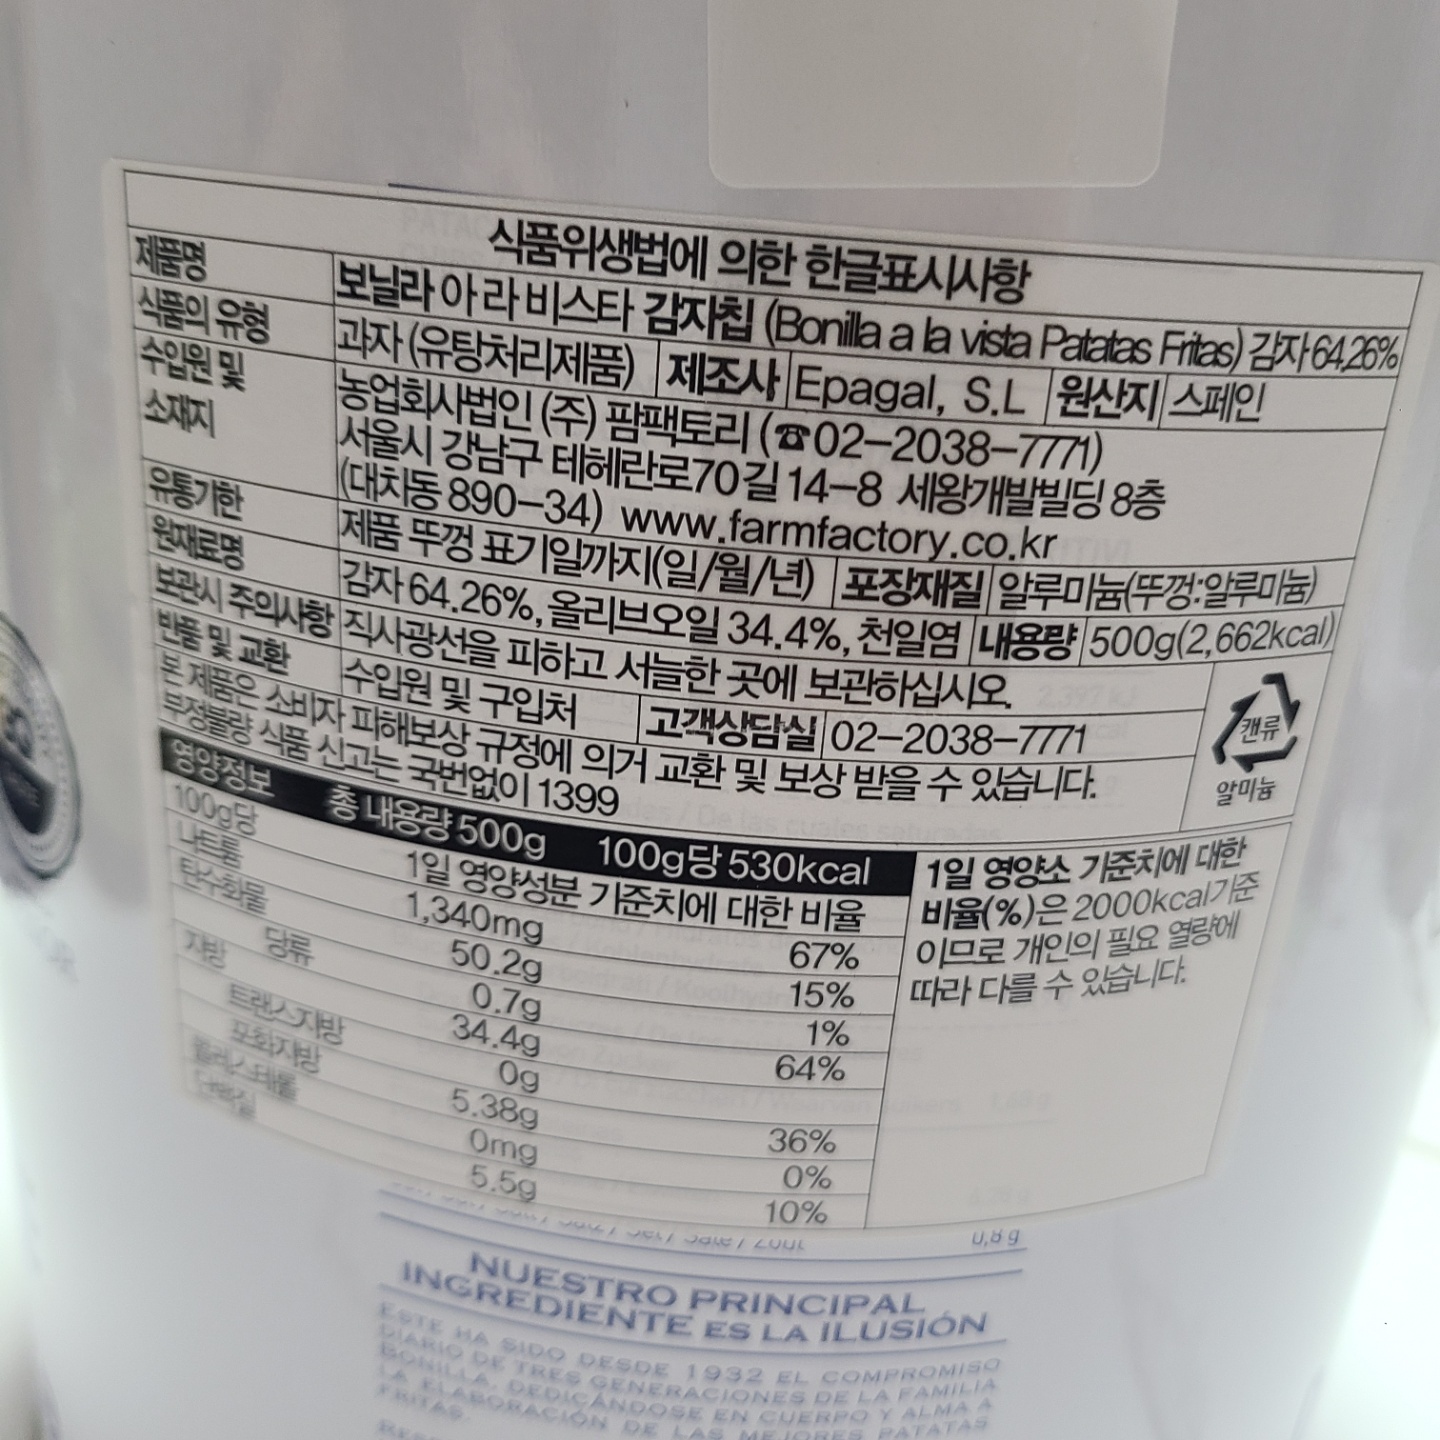 식품위생법에 의한 한글표시사항
제품명 보닐라 아 라 비스타 감자칩 (Bonilla a la vista Patatas Fritas) 감자 64.26%
식품의 유형 과자 (유탕처리제품) 제조사 Epagal, S.L 원산지 스페인
수입원 및 농업회사법인 (주) 팜팩토리 (☎02-2038-7771)
소재지 서울시 강남구 테헤란로70길 14-8 세왕개발빌딩 8층
(대치동 890-34) www.farmfactory.co.kr
유통기한 제품 뚜껑 표기일까지(일/월/년) 포장재질 알루미늄(뚜껑:알루미늄)
원재료명 감자 64.26%, 올리브오일 34.4%, 천일염 내용량 500g(2,662kcal)
보관시 주의사항 직사광선을 피하고 서늘한 곳에 보관하십시오.
반품 및 교환 수입원 및 구입처 고객상담실 02-2038-7771
본 제품은 소비자 피해보상 규정에 의거 교환 및 보상 받을 수 있습니다.
부정불량 식품 신고는 국번없이 1399
캔류
알미늄
영양정보 총 내용량 500g 100g당 530kcal
100g당 1일 영양성분 기준치에 대한 비율
나트륨 1,340mg 67%
탄수화물 50.2g 15%
당류 0.7g 1%
지방 34.4g 64%
트랜스지방 0g
포화지방 5.38g 36%
콜레스테롤 0mg 0%
단백질 5.5g 10%
1일 영양소 기준치에 대한
비율(%)은 2000kcal기준
이므로 개인의 필요 열량에
따라 다를 수 있습니다.
0,8 g
NUESTRO PRINCIPAL
INGREDIENTE ES LA ILUSIÓN
ESTE HA SIDO DESDE 1932 EL COMPROMISO
DIARIO DE TRES GENERACIONES DE LA FAMILIA
BONILLA, DEDICÁNDOSE EN CUERPO Y ALMA A
LA ELABORACIÓN DE LAS MEJORES PATATAS
FRITAS.